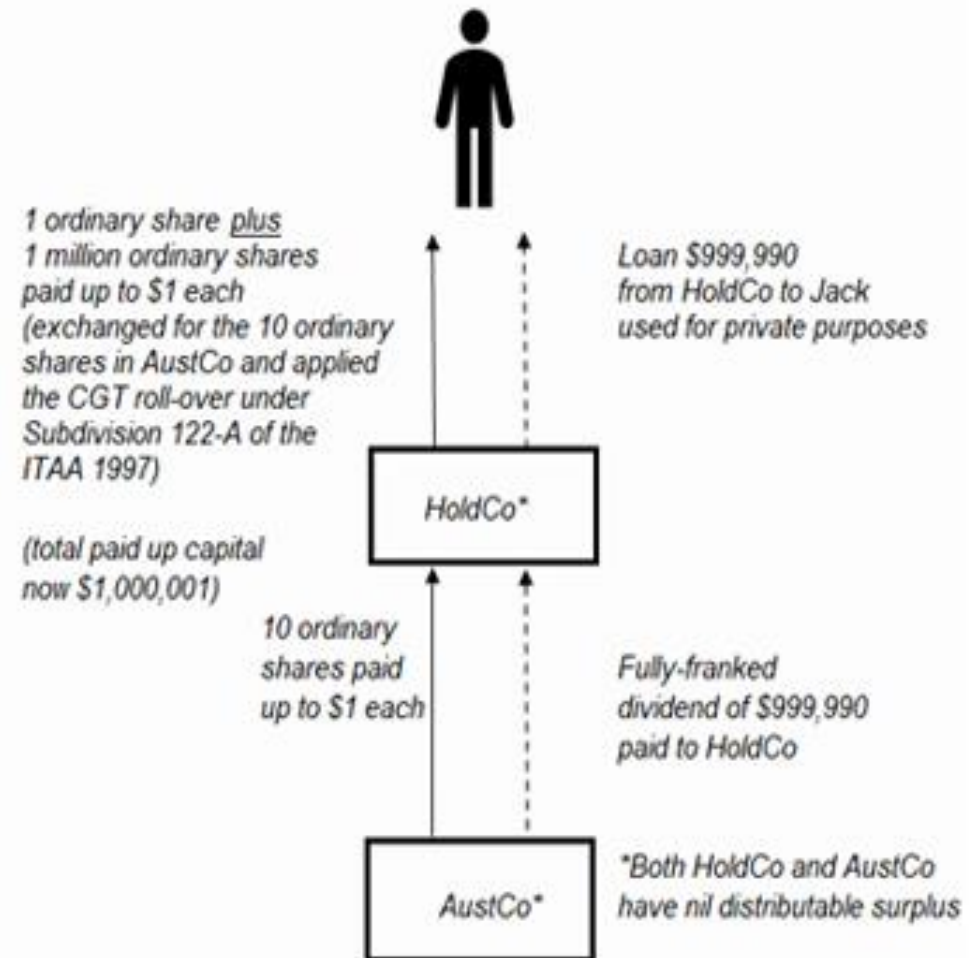 1 ordinary share plus
1 million ordinary shares
paid up to $1 each
(exchanged for the 10 ordinary
shares in AustCo and applied
the CGT roll-over under
Subdivision 122-A of the
ITAA 1997)
(total paid up capital
now $1,000,001)
Loan $999,990
from HoldCo to Jack
used for private purposes
HoldCo*
10 ordinary
shares paid
up to $1 each
Fully-franked
dividend of $999,990
paid to HoldCo
AustCo*
*Both HoldCo and AustCo
have nil distributable surplus